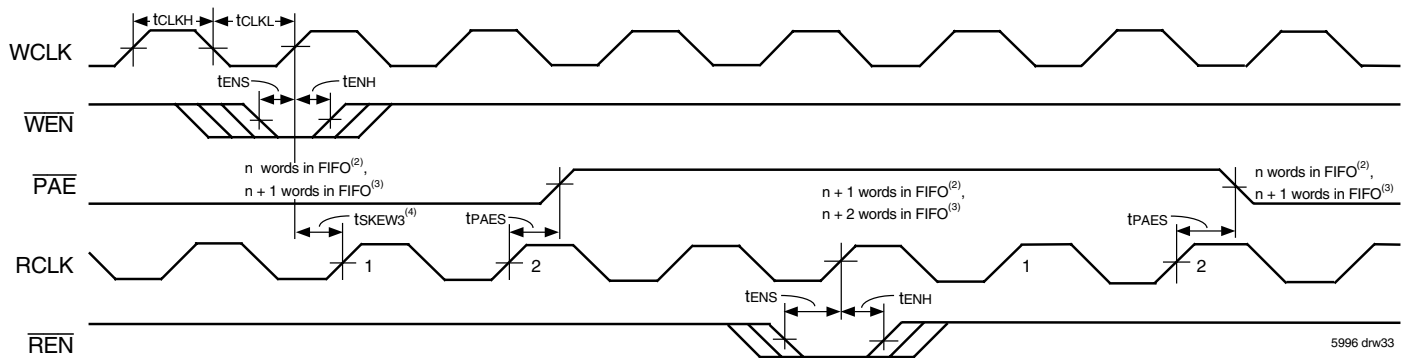 tCLKH
tCLKL
WCLK
tENS
tENH
WEN
n words in FIFO(2),
n + 1 words in FIFO(3)
PAE
n + 1 words in FIFO(2),
n + 2 words in FIFO(3)
n words in FIFO(2),
n + 1 words in FIFO(3)
tSKEW3(4)
tPAES
tPAES
RCLK
1
2
1
2
tENS
tENH
REN
5996 drw33